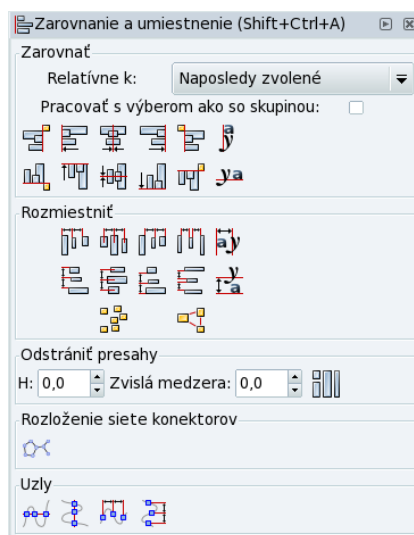 Zarovnanie a umiestnenie (Shift+Ctrl+A)
Zarovnať
Relatívne k: Naposledy zvolené
Pracovať s výberom ako so skupinou:
Rozmiestniť
Odstrániť presahy
H: 0,0 Zvislá medzera: 0,0
Rozloženie siete konektorov
Uzly